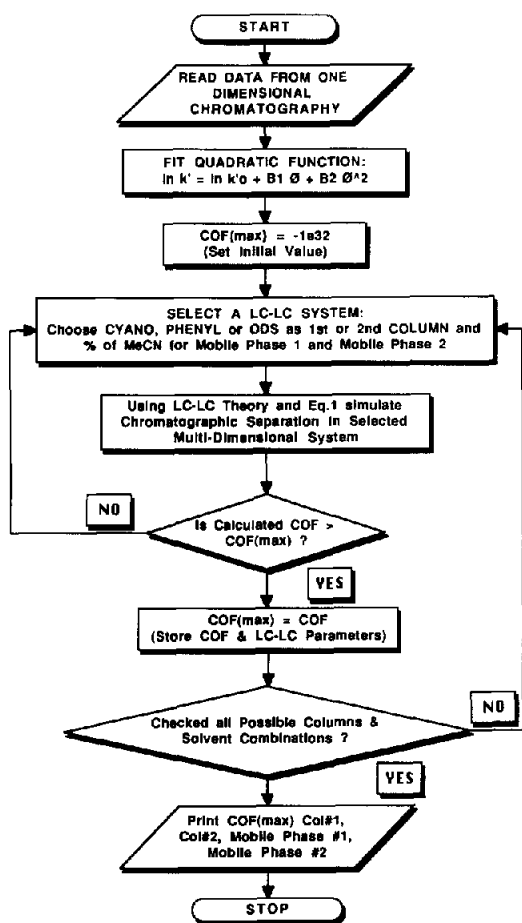 START
READ DATA FROM ONE
DIMENSIONAL
CHROMATOGRAPHY
FIT QUADRATIC FUNCTION:
ln k' = ln k'o + B1 Ø + B2 Ø^2
COF(max) = -1e32
(Set Initial Value)
SELECT A LC-LC SYSTEM:
Choose CYANO, PHENYL or ODS as 1st or 2nd COLUMN and
% of MeCN for Mobile Phase 1 and Mobile Phase 2
Using LC-LC Theory and Eq.1 simulate
Chromatographic Separation in Selected
Multi-Dimensional System
NO
Is Calculated COF >
COF(max) ?
YES
COF(max) = COF
(Store COF & LC-LC Parameters)
NO
Checked all Possible Columns &
Solvent Combinations ?
YES
Print COF(max) Col#1,
Col#2, Mobile Phase #1,
Mobile Phase #2
STOP